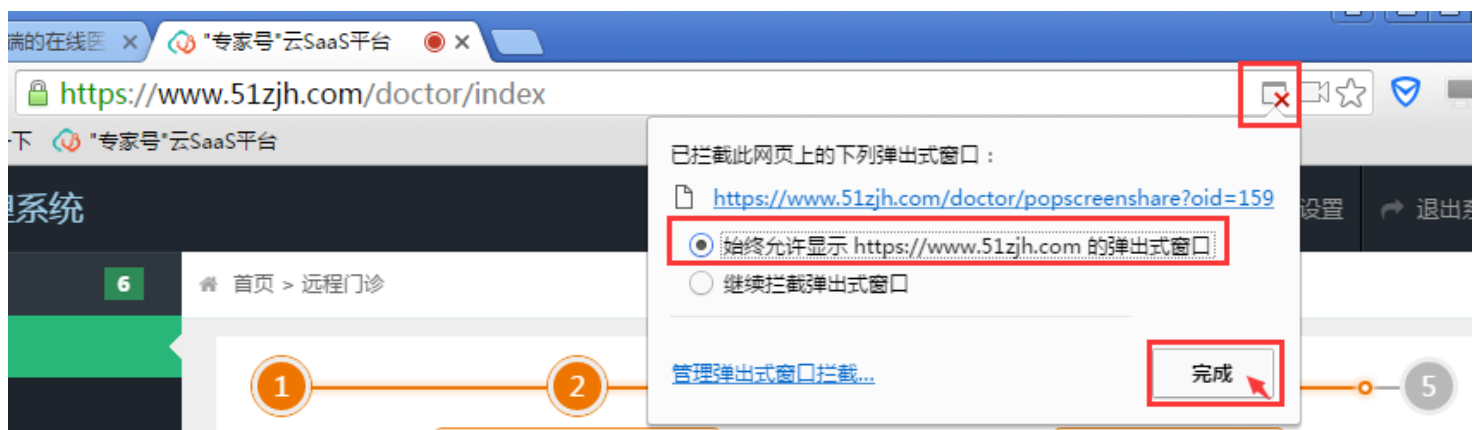 端的在线医
"专家号"云SaaS平台
https://www.51zjh.com/doctor/index
下 "专家号"云SaaS平台
已拦截此网页上的下列弹出式窗口：
https://www.51zjh.com/doctor/popscreenshare?oid=159
系统
设置 退出
始终允许显示 https://www.51zjh.com 的弹出式窗口
6 首页 > 远程门诊
继续拦截弹出式窗口
管理弹出式窗口拦截...
完成
1 2 5